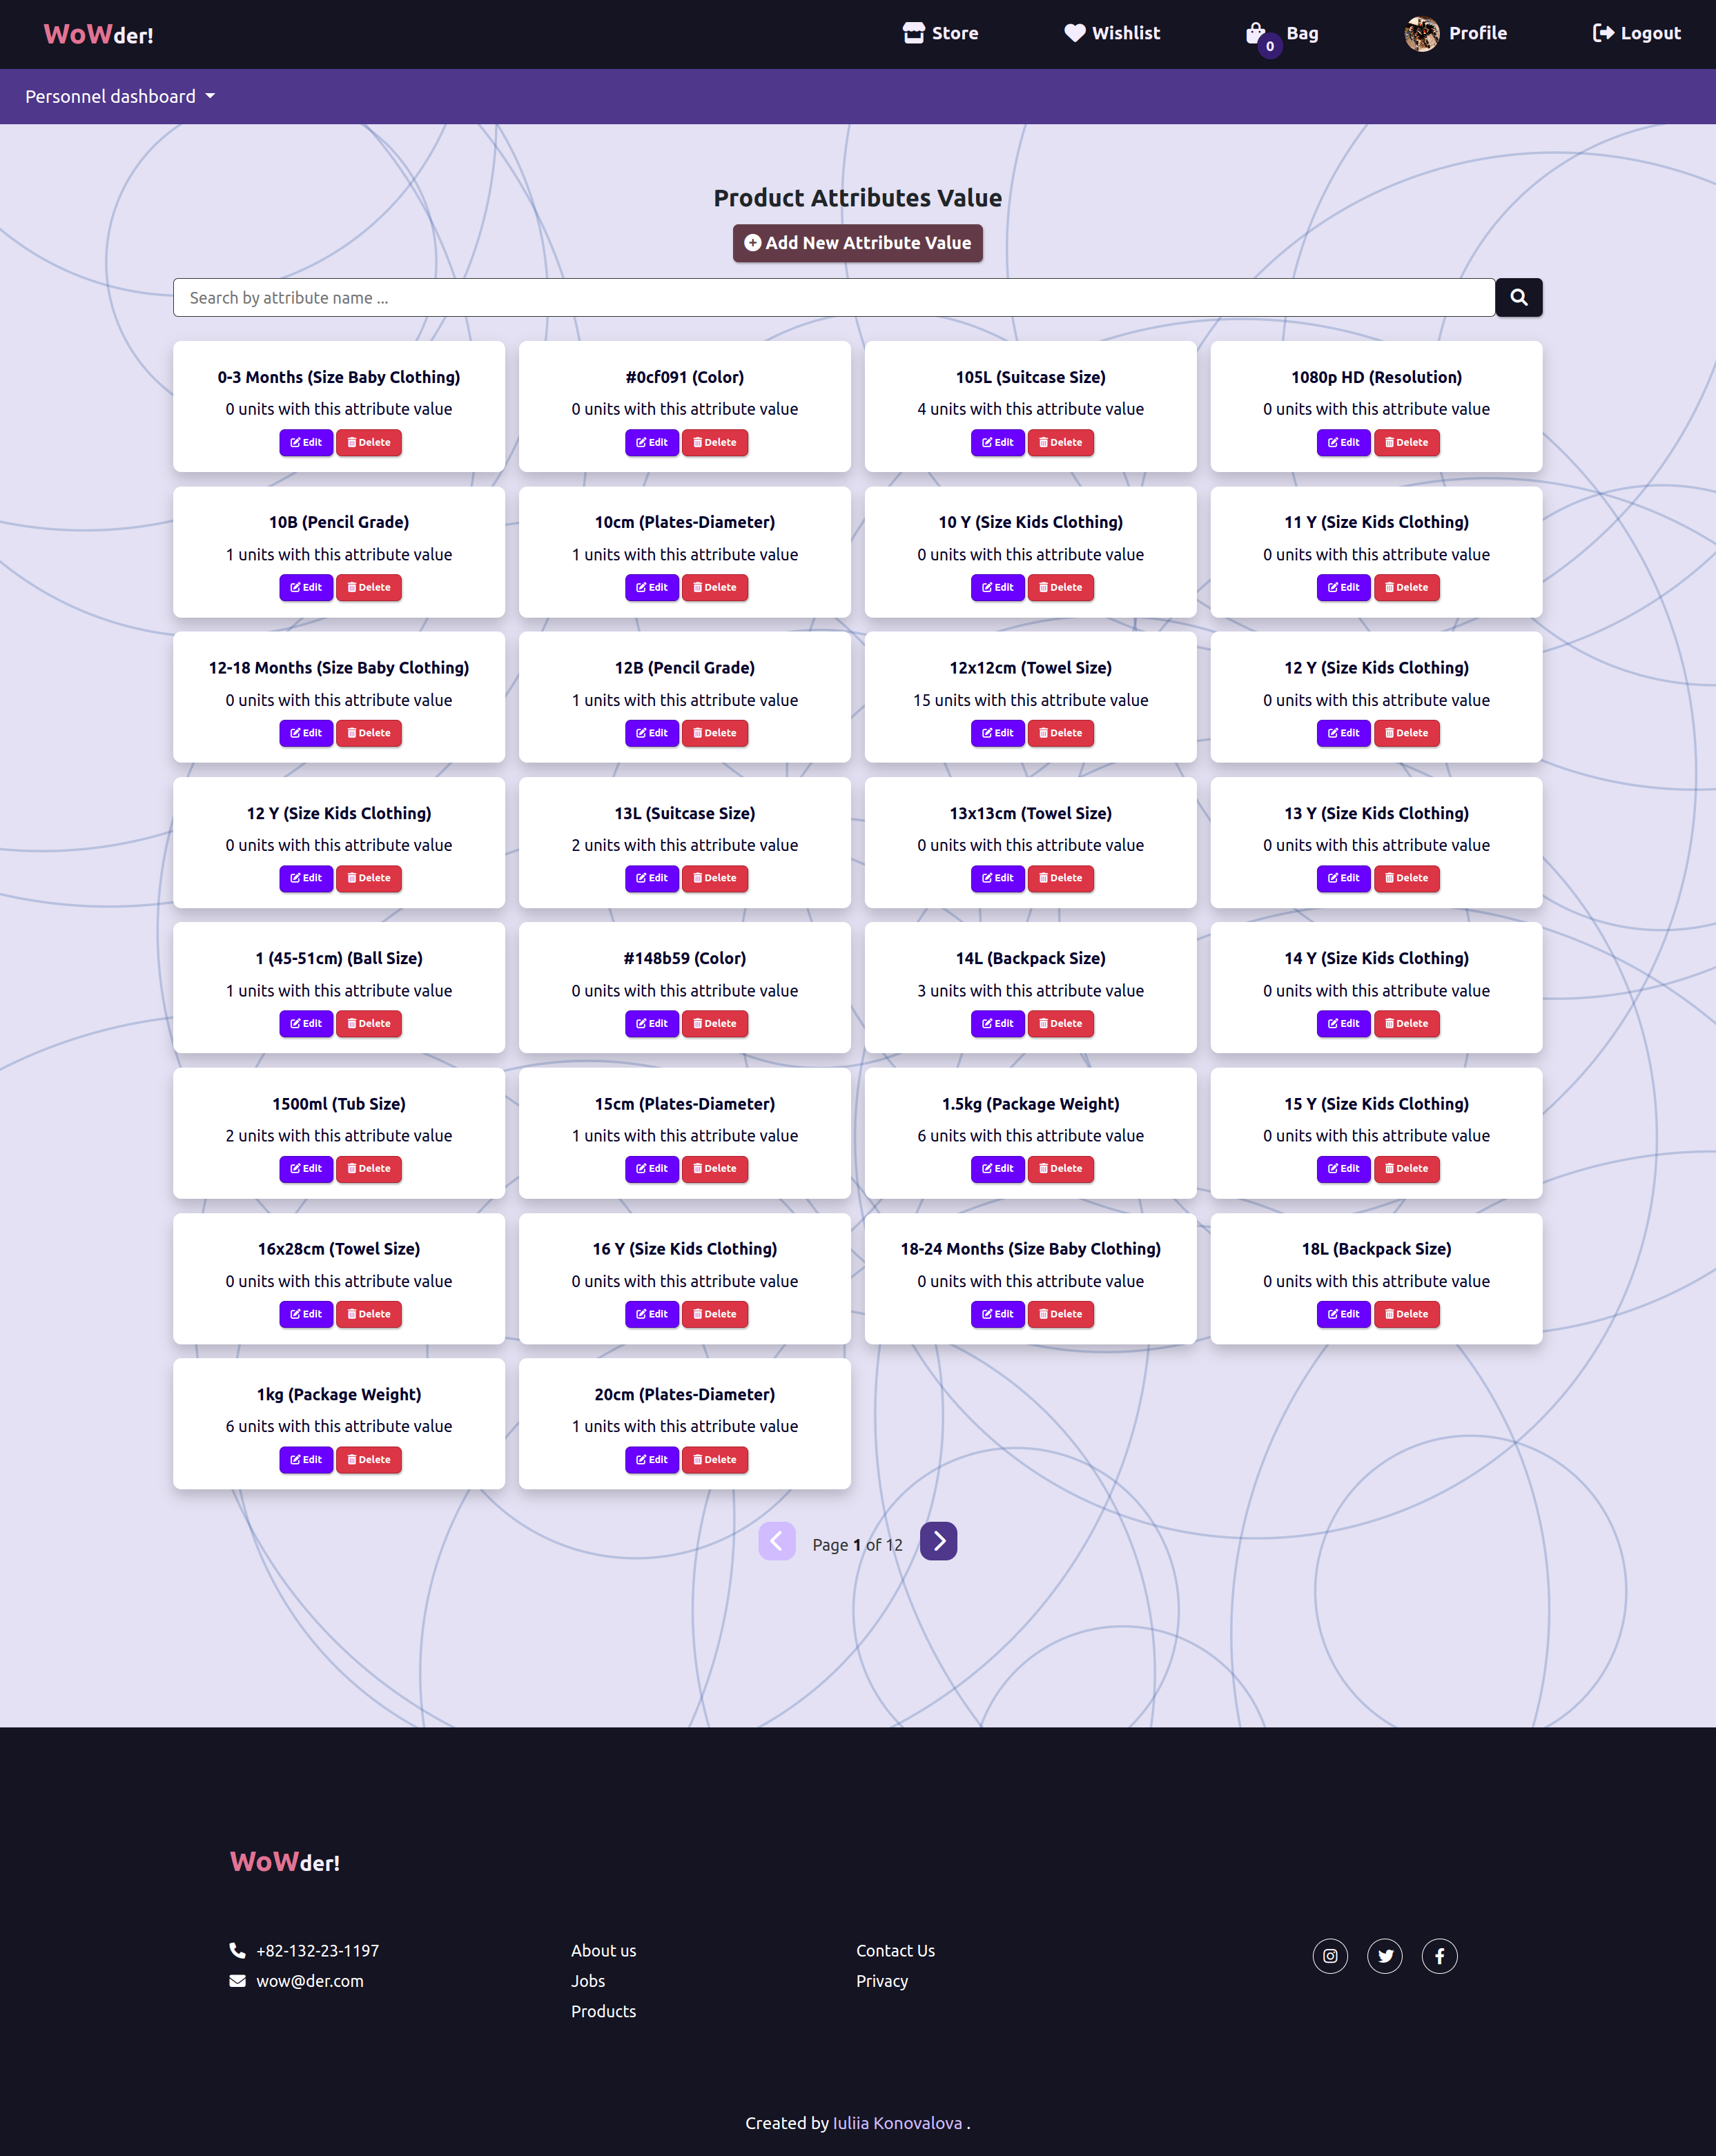 WoWder!
Store
Wishlist
0
Bag
Profile
Logout
Personnel dashboard
Product Attributes Value
Add New Attribute Value
Search by attribute name ...
0-3 Months (Size Baby Clothing)
0 units with this attribute value
Edit Delete
#0cf091 (Color)
0 units with this attribute value
Edit Delete
105L (Suitcase Size)
4 units with this attribute value
Edit Delete
1080p HD (Resolution)
0 units with this attribute value
Edit Delete
10B (Pencil Grade)
1 units with this attribute value
Edit Delete
10cm (Plates-Diameter)
1 units with this attribute value
Edit Delete
10 Y (Size Kids Clothing)
0 units with this attribute value
Edit Delete
11 Y (Size Kids Clothing)
0 units with this attribute value
Edit Delete
12-18 Months (Size Baby Clothing)
0 units with this attribute value
Edit Delete
12B (Pencil Grade)
1 units with this attribute value
Edit Delete
12x12cm (Towel Size)
15 units with this attribute value
Edit Delete
12 Y (Size Kids Clothing)
0 units with this attribute value
Edit Delete
12 Y (Size Kids Clothing)
0 units with this attribute value
Edit Delete
13L (Suitcase Size)
2 units with this attribute value
Edit Delete
13x13cm (Towel Size)
0 units with this attribute value
Edit Delete
13 Y (Size Kids Clothing)
0 units with this attribute value
Edit Delete
1 (45-51cm) (Ball Size)
1 units with this attribute value
Edit Delete
#148b59 (Color)
0 units with this attribute value
Edit Delete
14L (Backpack Size)
3 units with this attribute value
Edit Delete
14 Y (Size Kids Clothing)
0 units with this attribute value
Edit Delete
1500ml (Tub Size)
2 units with this attribute value
Edit Delete
15cm (Plates-Diameter)
1 units with this attribute value
Edit Delete
1.5kg (Package Weight)
6 units with this attribute value
Edit Delete
15 Y (Size Kids Clothing)
0 units with this attribute value
Edit Delete
16x28cm (Towel Size)
0 units with this attribute value
Edit Delete
16 Y (Size Kids Clothing)
0 units with this attribute value
Edit Delete
18-24 Months (Size Baby Clothing)
0 units with this attribute value
Edit Delete
18L (Backpack Size)
0 units with this attribute value
Edit Delete
1kg (Package Weight)
6 units with this attribute value
Edit Delete
20cm (Plates-Diameter)
1 units with this attribute value
Edit Delete
Page 1 of 12
WoWder!
+82-132-23-1197
wow@der.com
About us
Jobs
Products
Contact Us
Privacy
Created by Iuliia Konovalova .